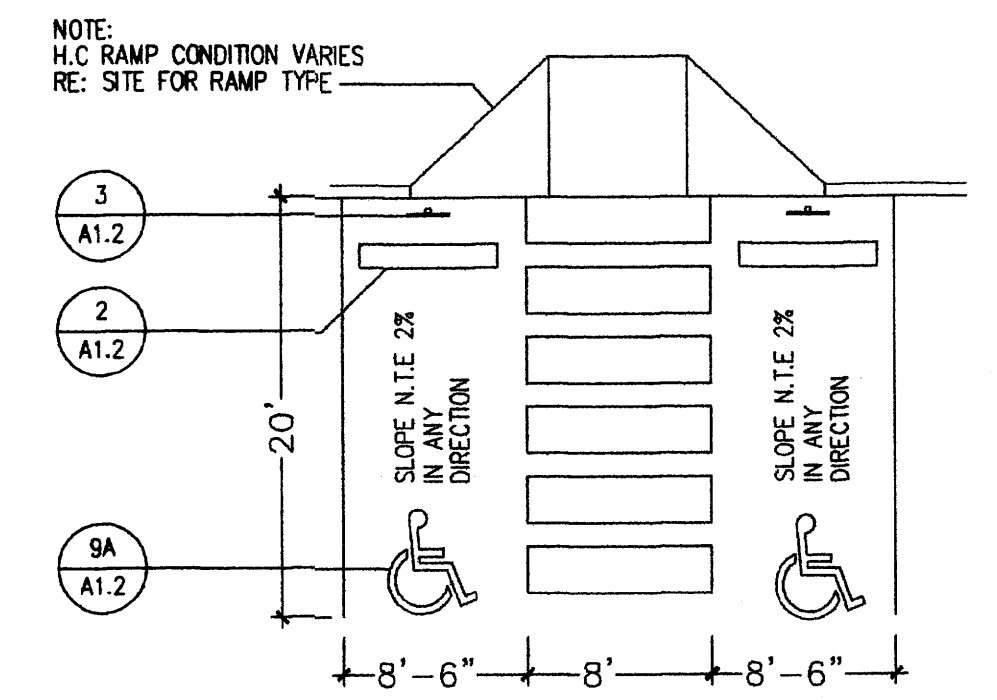 NOTE:
H.C RAMP CONDITION VARIES
RE: SITE FOR RAMP TYPE
3
A1.2
2
A1.2
20'
SLOPE N.T.E 2%
IN ANY
DIRECTION
SLOPE N.T.E 2%
IN ANY
DIRECTION
9A
A1.2
8'-6"
8'
8'-6"